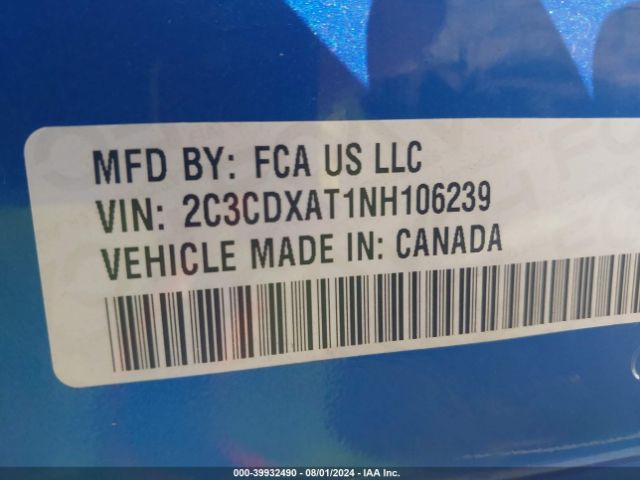 MFD BY: FCA US LLC
VIN: 2C3CDXAT1NH106239
VEHICLE MADE IN: CANADA
000-39932490 - 08/01/2024 - IAA Inc.